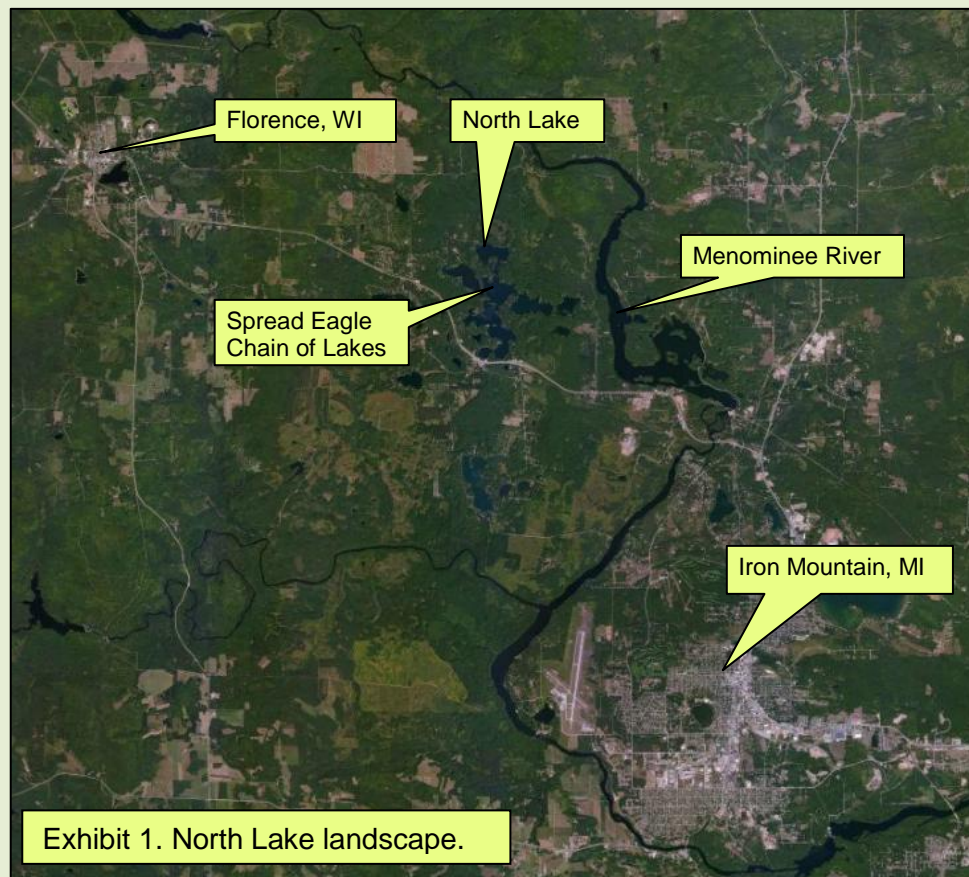 Florence, WI
North Lake
Menominee River
Spread Eagle
Chain of Lakes
Iron Mountain, MI
Exhibit 1. North Lake landscape.